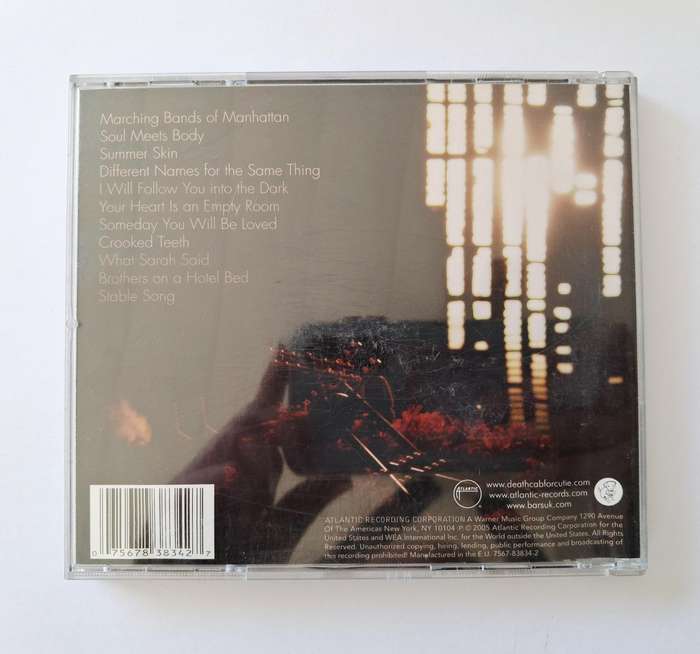 Marching Bands of Manhattan
Soul Meets Body
Summer Skin
Different Names for the Same Thing
I Will Follow You into the Dark
Your Heart Is an Empty Room
Someday You Will Be Loved
Crooked Teeth
What Sarah Said
Brothers on a Hotel Bed
Stable Song
ATLANTIC
www.deathcabforcutie.com
www.atlantic-records.com
www.barsuk.com
ATLANTIC RECORDING CORPORATION A Warner Music Group Company 1290 Avenue
Of The Americas New York, NY 10104 ℗ © 2005 Atlantic Recording Corporation for the
United States and WEA International Inc. for the World outside the United States. All Rights
Reserved. Unauthorized copying, hiring, lending, public performance and broadcasting of
this recording prohibited. Manufactured in the E.U. 7567-83834-2
0 75678 38342 7